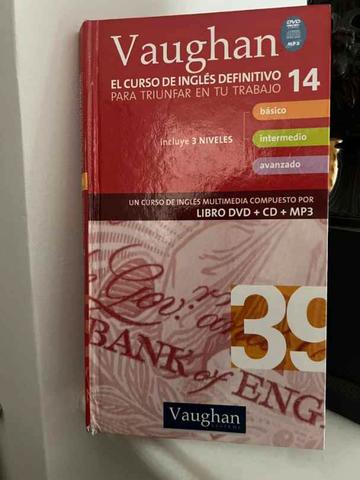 Vaughan
DVD
MP3
EL CURSO DE INGLÉS DEFINITIVO
PARA TRIUNFAR EN TU TRABAJO
14
básico
incluye 3 NIVELES
intermedio
avanzado
UN CURSO DE INGLÉS MULTIMEDIA COMPUESTO POR
LIBRO DVD + CD + MP3
39
BANK of ENG
Vaughan